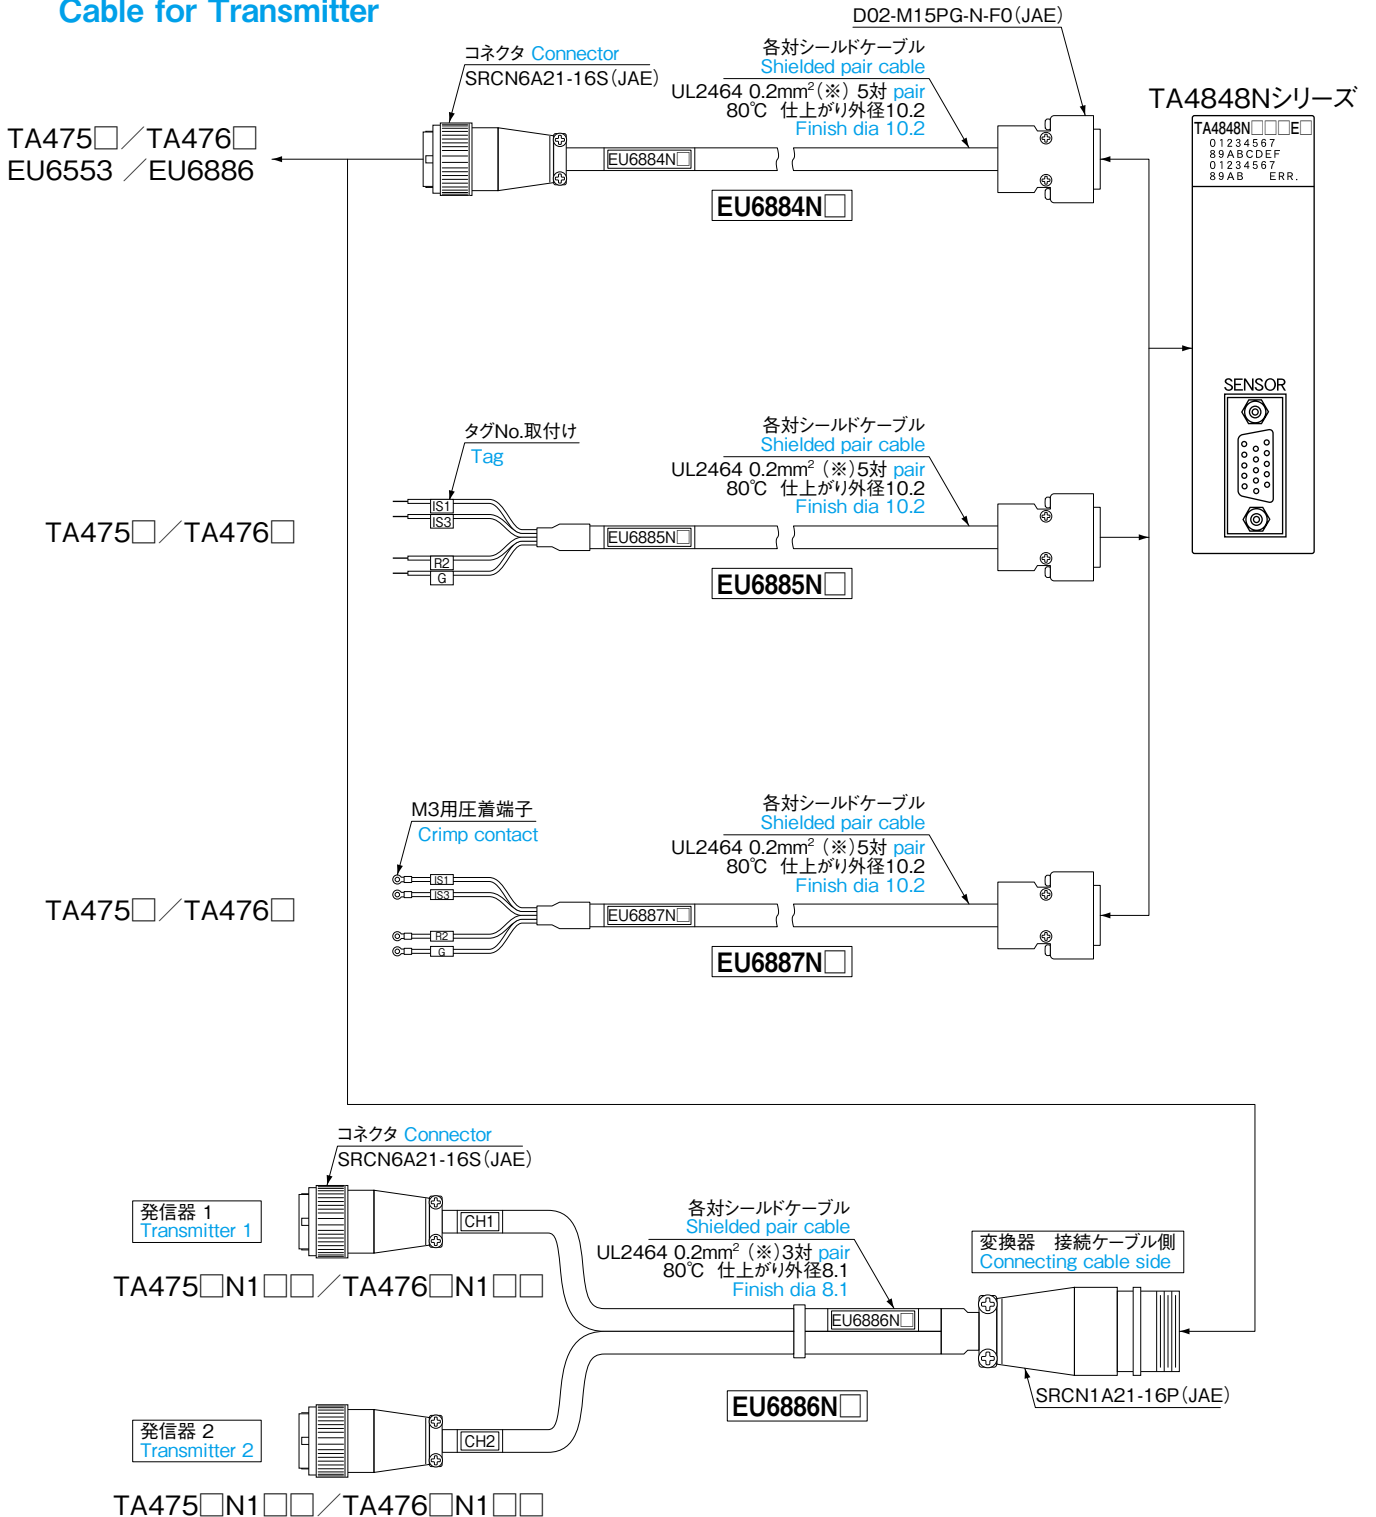 Cable for Transmitter
D02-M15PG-N-F0(JAE)
コネクタ Connector
SRCN6A21-16S(JAE)
各対シールドケーブル
Shielded pair cable
UL2464 0.2mm²(※) 5対 pair
80℃ 仕上がり外径10.2
Finish dia 10.2
TA4848Nシリーズ
TA4848N□□□E□
01234567
89ABCDEF
01234567
89AB ERR.
SENSOR
TA475□／TA476□
EU6553 ／EU6886
EU6884N□
EU6884N□
タグNo.取付け
Tag
各対シールドケーブル
Shielded pair cable
UL2464 0.2mm² (※)5対 pair
80℃ 仕上がり外径10.2
Finish dia 10.2
IS1
IS3
R2
G
TA475□／TA476□
EU6885N□
EU6885N□
M3用圧着端子
Crimp contact
各対シールドケーブル
Shielded pair cable
UL2464 0.2mm² (※)5対 pair
80℃ 仕上がり外径10.2
Finish dia 10.2
IS1
IS3
R2
G
TA475□／TA476□
EU6887N□
EU6887N□
コネクタ Connector
SRCN6A21-16S(JAE)
発信器 1
Transmitter 1
CH1
TA475□N1□□／TA476□N1□□
各対シールドケーブル
Shielded pair cable
UL2464 0.2mm² (※)3対 pair
80℃ 仕上がり外径8.1
Finish dia 8.1
変換器 接続ケーブル側
Connecting cable side
EU6886N□
EU6886N□
SRCN1A21-16P(JAE)
発信器 2
Transmitter 2
CH2
TA475□N1□□／TA476□N1□□